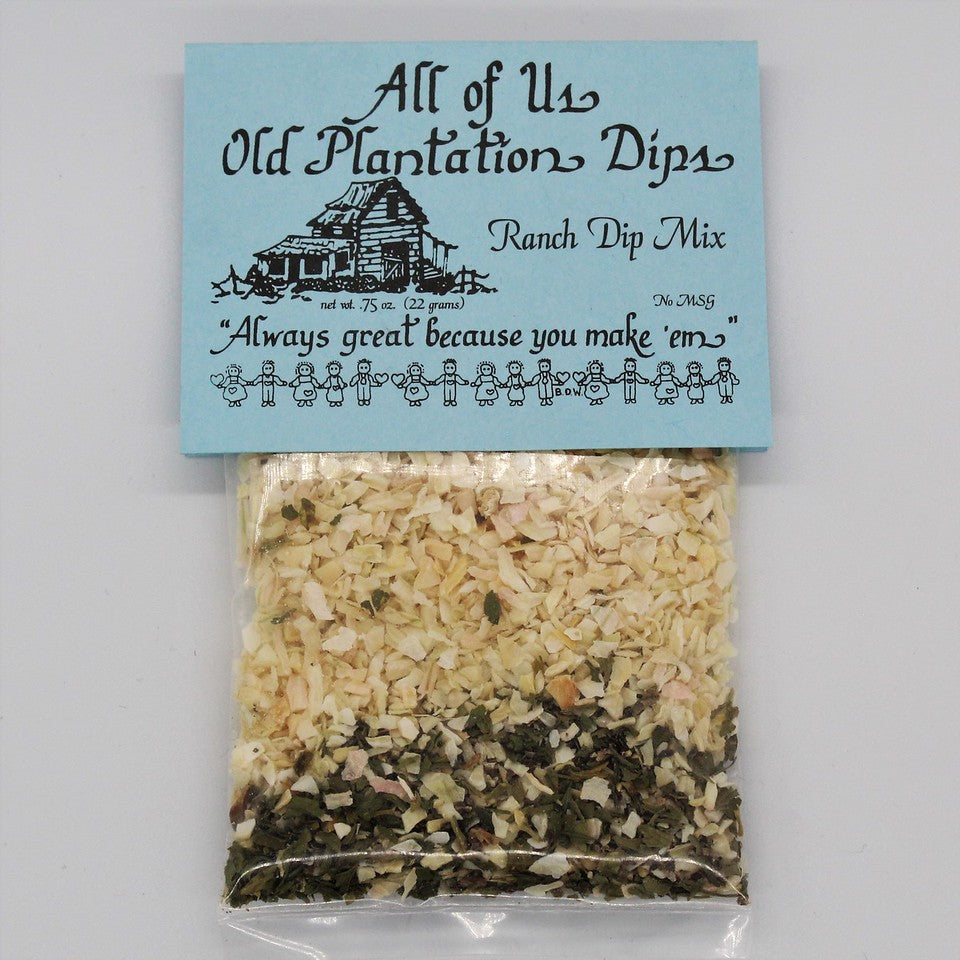 All of Us
Old Plantation Dips
Ranch Dip Mix
net wt. .75 oz. (22 grams)
No MSG
"Always great because you make 'em"
B.D.W.